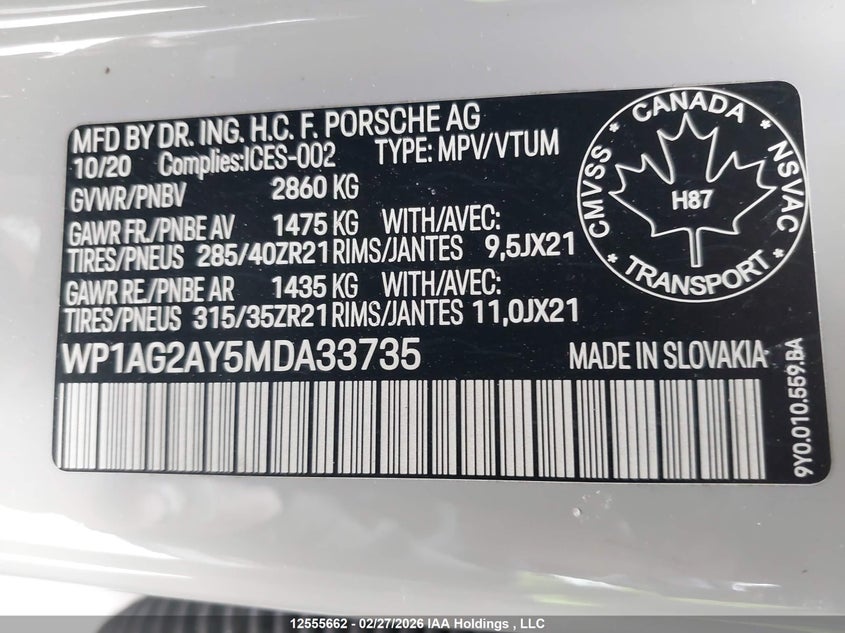 MFD BY DR. ING. H.C. F. PORSCHE AG
10/20 Complies:ICES-002 TYPE: MPV/VTUM
GVWR/PNBV 2860 KG
GAWR FR./PNBE AV 1475 KG WITH/AVEC:
TIRES/PNEUS 285/40ZR21 RIMS/JANTES 9,5JX21
GAWR RE./PNBE AR 1435 KG WITH/AVEC:
TIRES/PNEUS 315/35ZR21 RIMS/JANTES 11,0JX21
WP1AG2AY5MDA33735 MADE IN SLOVAKIA
CANADA
CMVSS
NSVAC
H87
TRANSPORT
9Y0.010.559.BA
12555662 - 02/27/2026 IAA Holdings , LLC